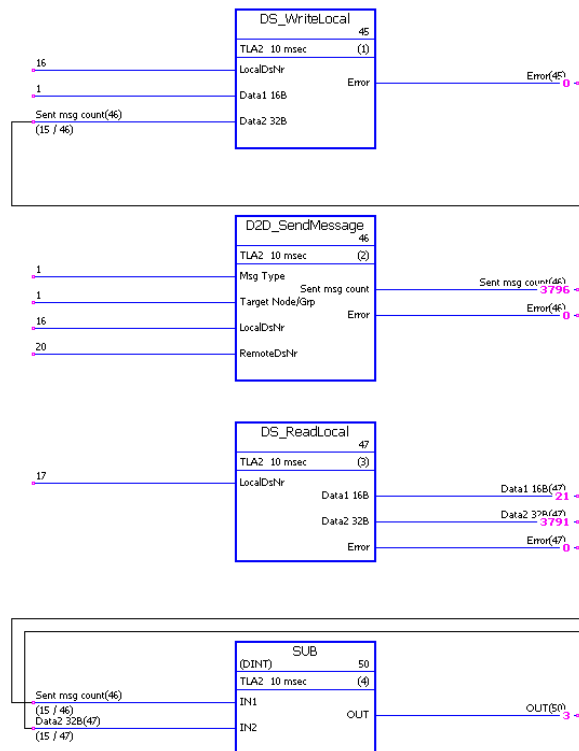 DS_WriteLocal
45
TLA2 10 msec (1)
16
LocalDsNr
Error
Error(45)
0
1
Data1 16B
Sent msg count(46)
(15 / 46)
Data2 32B
D2D_SendMessage
46
TLA2 10 msec (2)
1
Msg Type
Sent msg count
Sent msg count(46)
3796
1
Target Node/Grp
Error
Error(46)
0
16
LocalDsNr
20
RemoteDsNr
DS_ReadLocal
47
TLA2 10 msec (3)
17
LocalDsNr
Data1 16B
Data1 16B(47)
21
Data2 32B
Data2 32B(47)
3791
Error
Error(47)
0
SUB
(DINT) 50
TLA2 10 msec (4)
Sent msg count(46)
(15 / 46)
IN1
OUT
OUT(50)
3
Data2 32B(47)
(15 / 47)
IN2